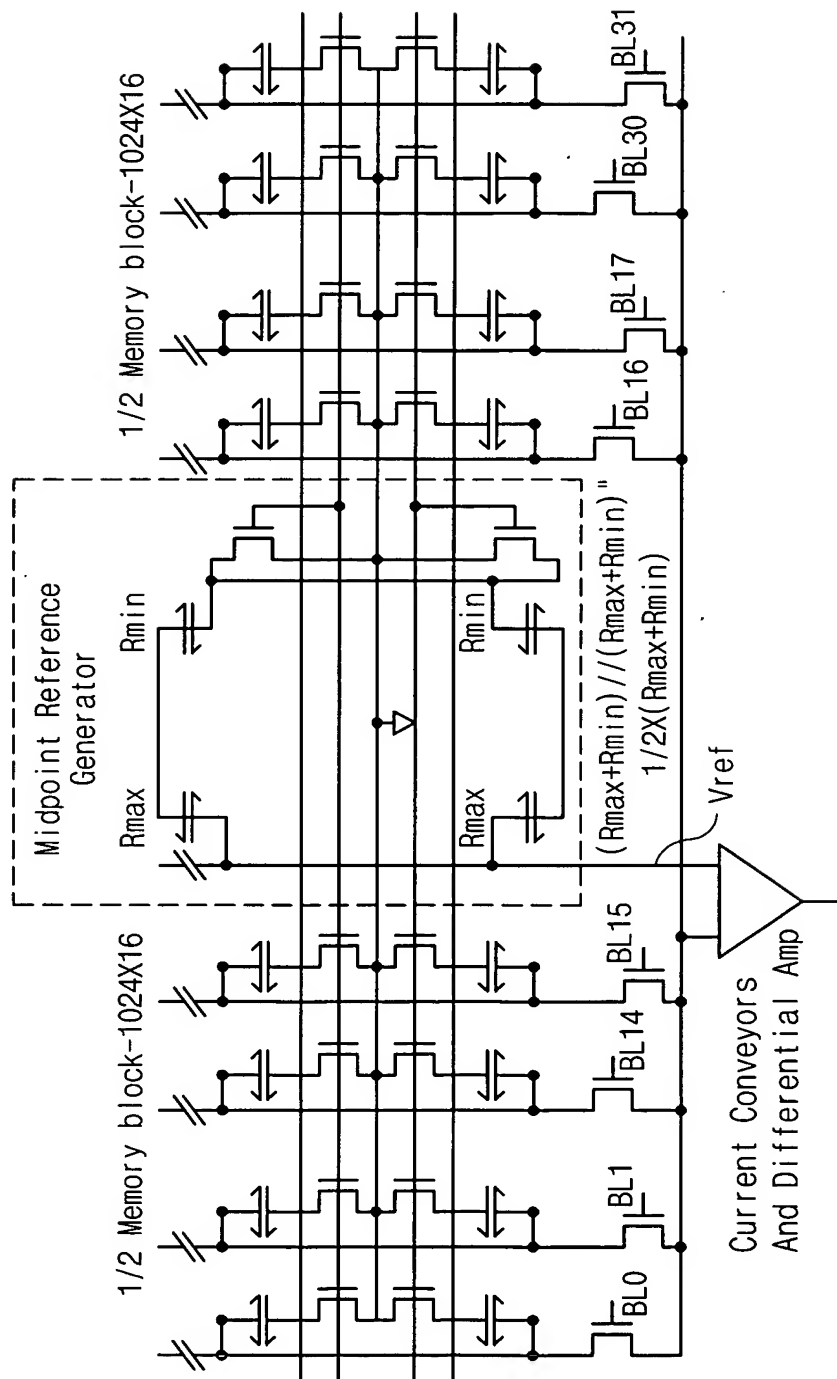 1/2 Memory block-1024X16
BL0
BL1
BL14
BL15
Current Conveyors
And Differential Amp
Midpoint Reference
Generator
Rmax
Rmin
Rmax
Rmin
(Rmax+Rmin)//(Rmax+Rmin)"
1/2X(Rmax+Rmin)
Vref
1/2 Memory block-1024X16
BL16
BL17
BL30
BL31